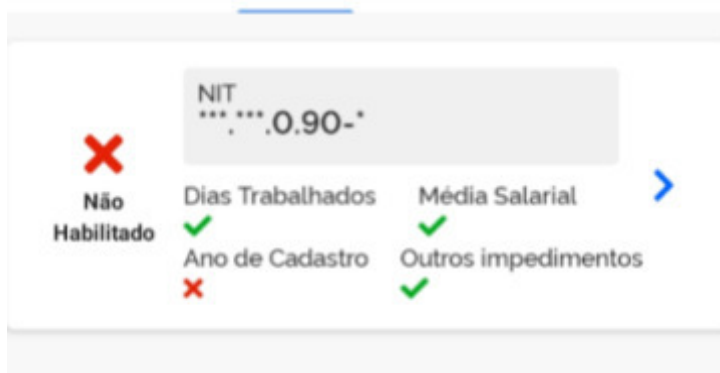 NIT
***.***.0.90-*
Não
Habilitado
Dias Trabalhados
Média Salarial
Ano de Cadastro
Outros impedimentos